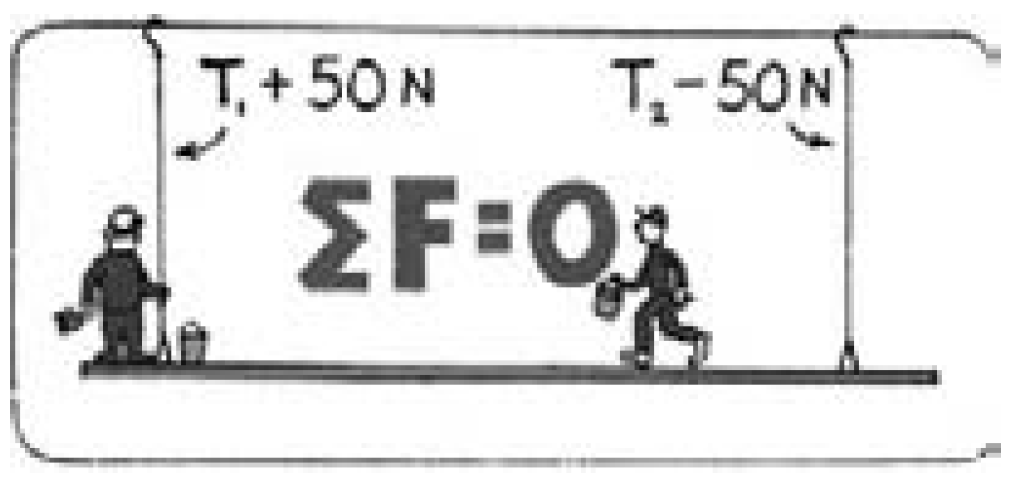 T₁ + 50 N
T₂ - 50 N
ΣF=0